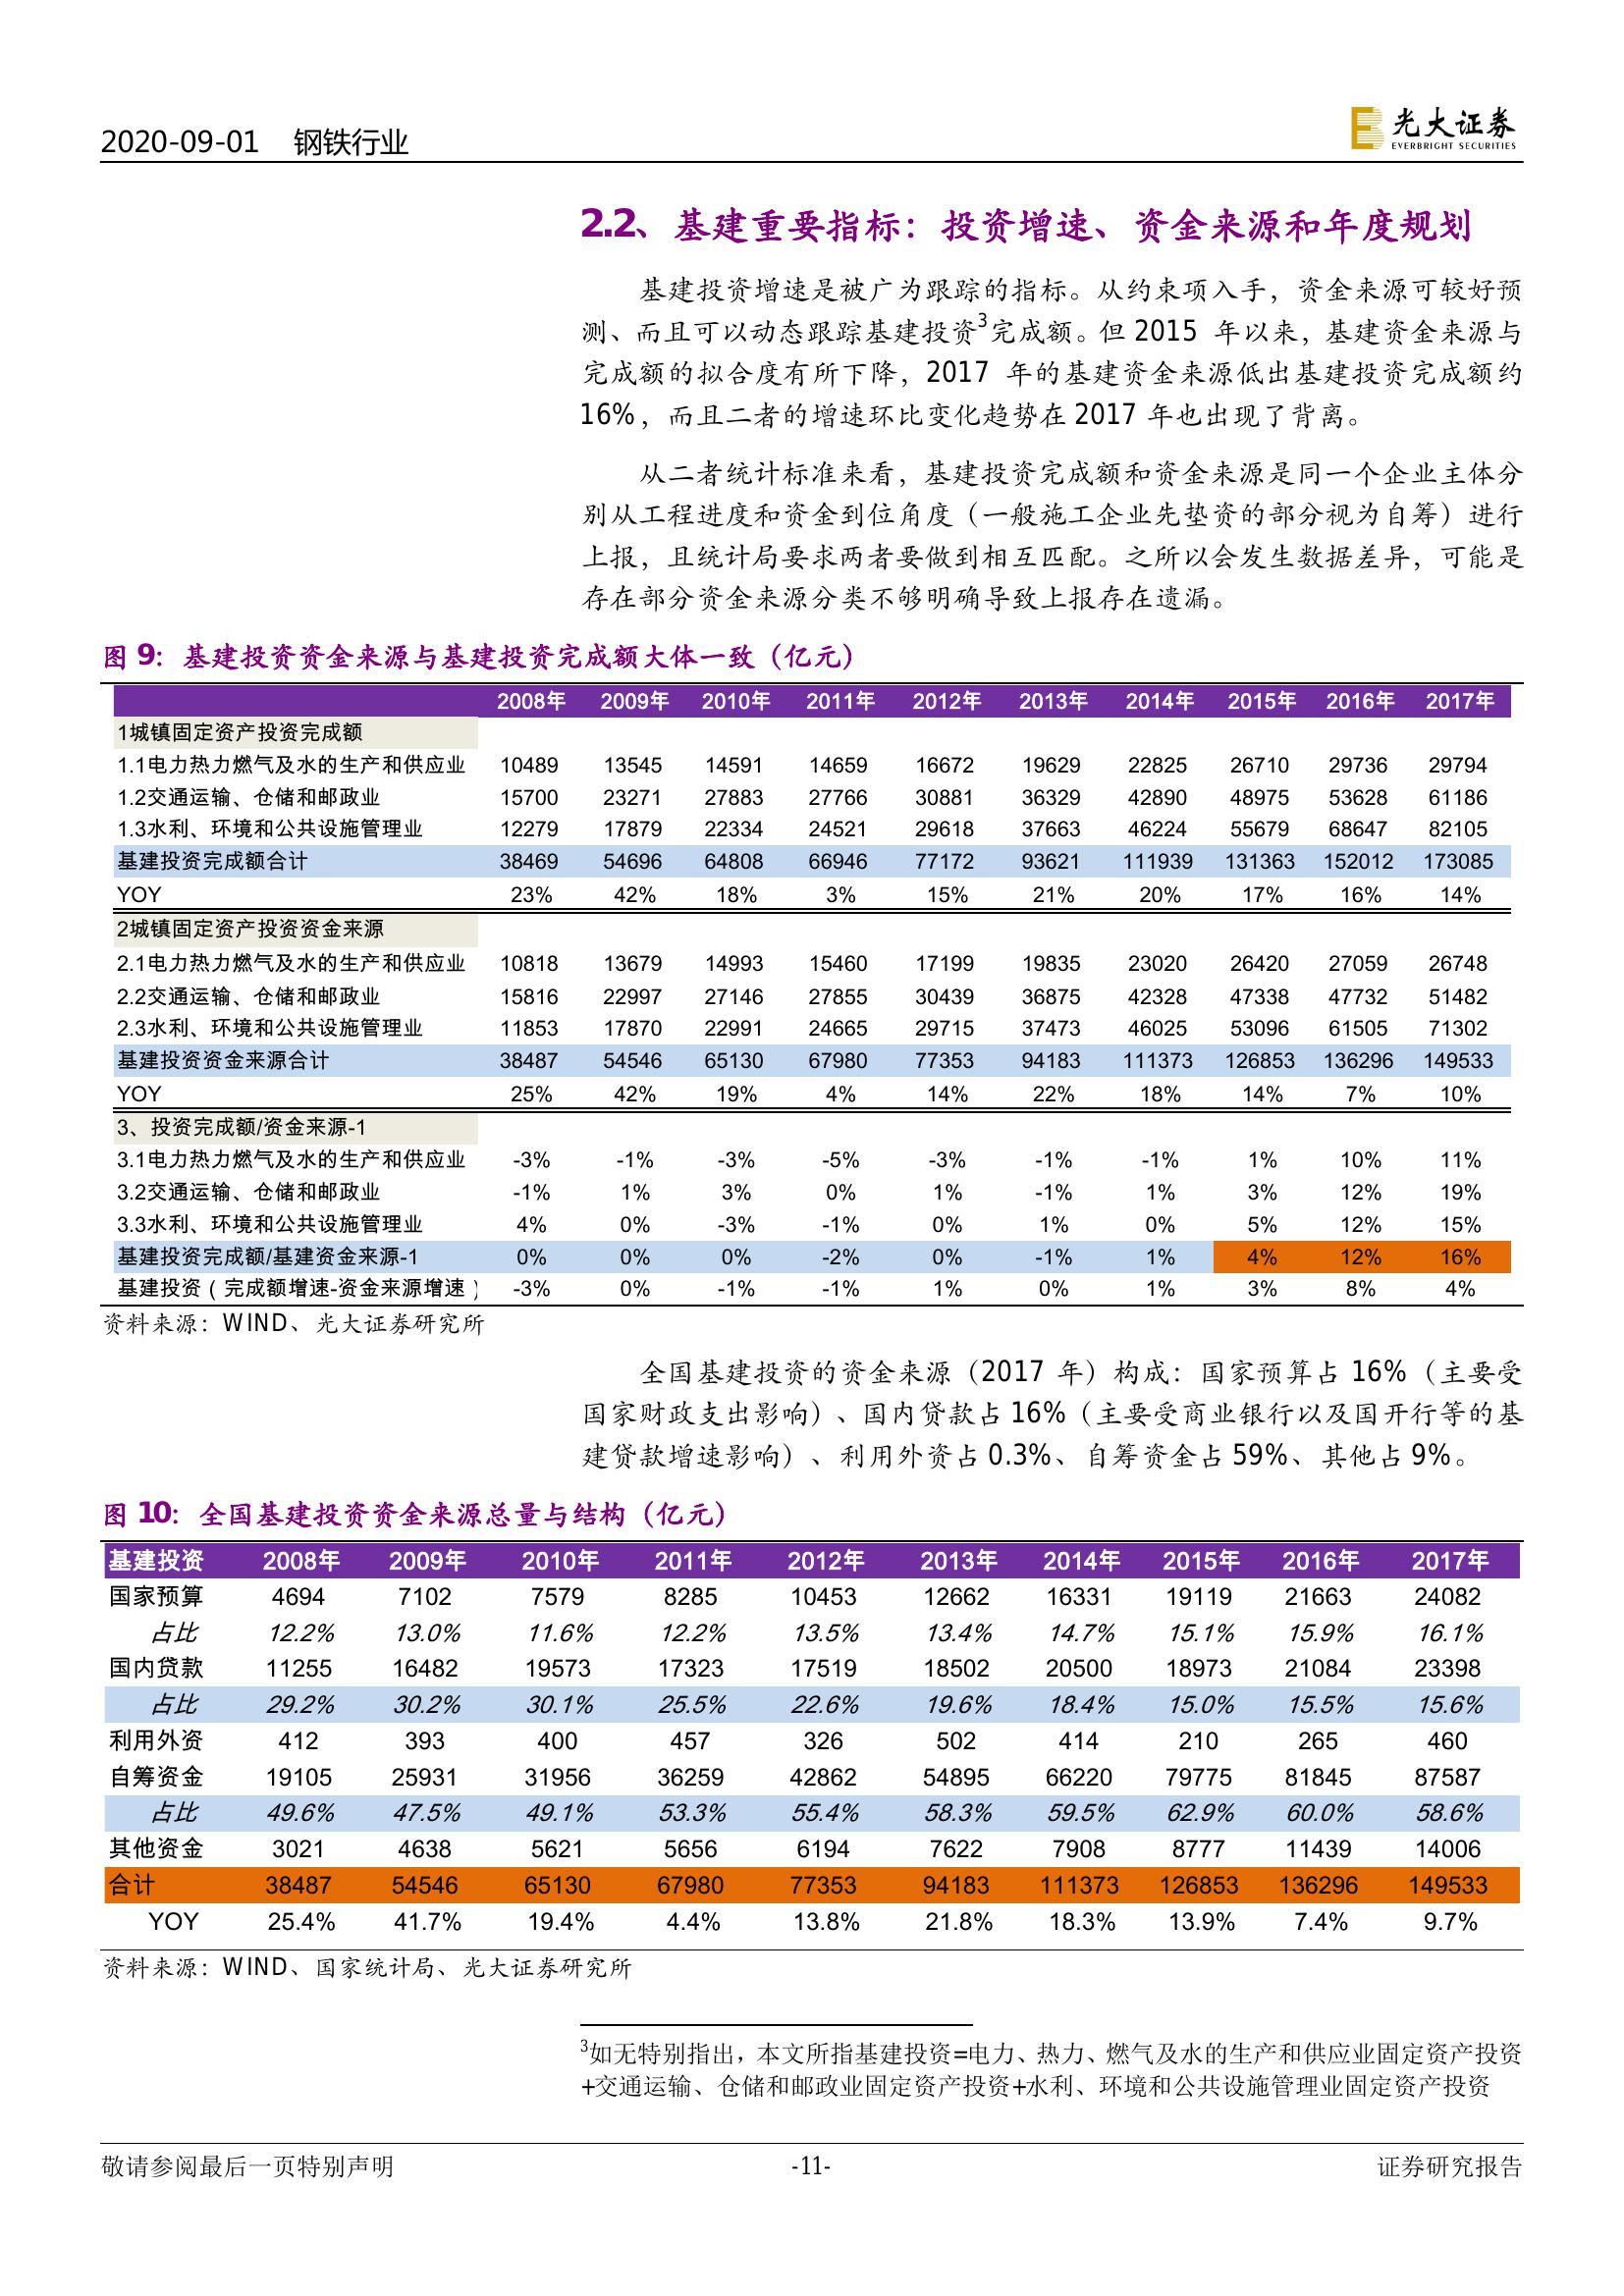 2020-09-01 钢铁行业
光大证券
EVERBRIGHT SECURITIES
2.2、基建重要指标：投资增速、资金来源和年度规划
基建投资增速是被广为跟踪的指标。从约束项入手，资金来源可较好预
测、而且可以动态跟踪基建投资3完成额。但 2015 年以来，基建资金来源与
完成额的拟合度有所下降，2017 年的基建资金来源低出基建投资完成额约
16%，而且二者的增速环比变化趋势在 2017 年也出现了背离。
从二者统计标准来看，基建投资完成额和资金来源是同一个企业主体分
别从工程进度和资金到位角度（一般施工企业先垫资的部分视为自筹）进行
上报，且统计局要求两者要做到相互匹配。之所以会发生数据差异，可能是
存在部分资金来源分类不够明确导致上报存在遗漏。
图 9：基建投资资金来源与基建投资完成额大体一致（亿元）
2008年 2009年 2010年 2011年 2012年 2013年 2014年 2015年 2016年 2017年
1城镇固定资产投资完成额
1.1电力热力燃气及水的生产和供应业 10489 13545 14591 14659 16672 19629 22825 26710 29736 29794
1.2交通运输、仓储和邮政业 15700 23271 27883 27766 30881 36329 42890 48975 53628 61186
1.3水利、环境和公共设施管理业 12279 17879 22334 24521 29618 37663 46224 55679 68647 82105
基建投资完成额合计 38469 54696 64808 66946 77172 93621 111939 131363 152012 173085
YOY 23% 42% 18% 3% 15% 21% 20% 17% 16% 14%
2城镇固定资产投资资金来源
2.1电力热力燃气及水的生产和供应业 10818 13679 14993 15460 17199 19835 23020 26420 27059 26748
2.2交通运输、仓储和邮政业 15816 22997 27146 27855 30439 36875 42328 47338 47732 51482
2.3水利、环境和公共设施管理业 11853 17870 22991 24665 29715 37473 46025 53096 61505 71302
基建投资资金来源合计 38487 54546 65130 67980 77353 94183 111373 126853 136296 149533
YOY 25% 42% 19% 4% 14% 22% 18% 14% 7% 10%
3、投资完成额/资金来源-1
3.1电力热力燃气及水的生产和供应业 -3% -1% -3% -5% -3% -1% -1% 1% 10% 11%
3.2交通运输、仓储和邮政业 -1% 1% 3% 0% 1% -1% 1% 3% 12% 19%
3.3水利、环境和公共设施管理业 4% 0% -3% -1% 0% 1% 0% 5% 12% 15%
基建投资完成额/基建资金来源-1 0% 0% 0% -2% 0% -1% 1% 4% 12% 16%
基建投资（完成额增速-资金来源增速） -3% 0% -1% -1% 1% 0% 1% 3% 8% 4%
资料来源：WIND、光大证券研究所
全国基建投资的资金来源（2017 年）构成：国家预算占 16%（主要受
国家财政支出影响）、国内贷款占 16%（主要受商业银行以及国开行等的基
建贷款增速影响）、利用外资占 0.3%、自筹资金占 59%、其他占 9%。
图 10：全国基建投资资金来源总量与结构（亿元）
基建投资 2008年 2009年 2010年 2011年 2012年 2013年 2014年 2015年 2016年 2017年
国家预算 4694 7102 7579 8285 10453 12662 16331 19119 21663 24082
占比 12.2% 13.0% 11.6% 12.2% 13.5% 13.4% 14.7% 15.1% 15.9% 16.1%
国内贷款 11255 16482 19573 17323 17519 18502 20500 18973 21084 23398
占比 29.2% 30.2% 30.1% 25.5% 22.6% 19.6% 18.4% 15.0% 15.5% 15.6%
利用外资 412 393 400 457 326 502 414 210 265 460
自筹资金 19105 25931 31956 36259 42862 54895 66220 79775 81845 87587
占比 49.6% 47.5% 49.1% 53.3% 55.4% 58.3% 59.5% 62.9% 60.0% 58.6%
其他资金 3021 4638 5621 5656 6194 7622 7908 8777 11439 14006
合计 38487 54546 65130 67980 77353 94183 111373 126853 136296 149533
YOY 25.4% 41.7% 19.4% 4.4% 13.8% 21.8% 18.3% 13.9% 7.4% 9.7%
资料来源：WIND、国家统计局、光大证券研究所
3如无特别指出，本文所指基建投资=电力、热力、燃气及水的生产和供应业固定资产投资
+交通运输、仓储和邮政业固定资产投资+水利、环境和公共设施管理业固定资产投资
敬请参阅最后一页特别声明 -11- 证券研究报告